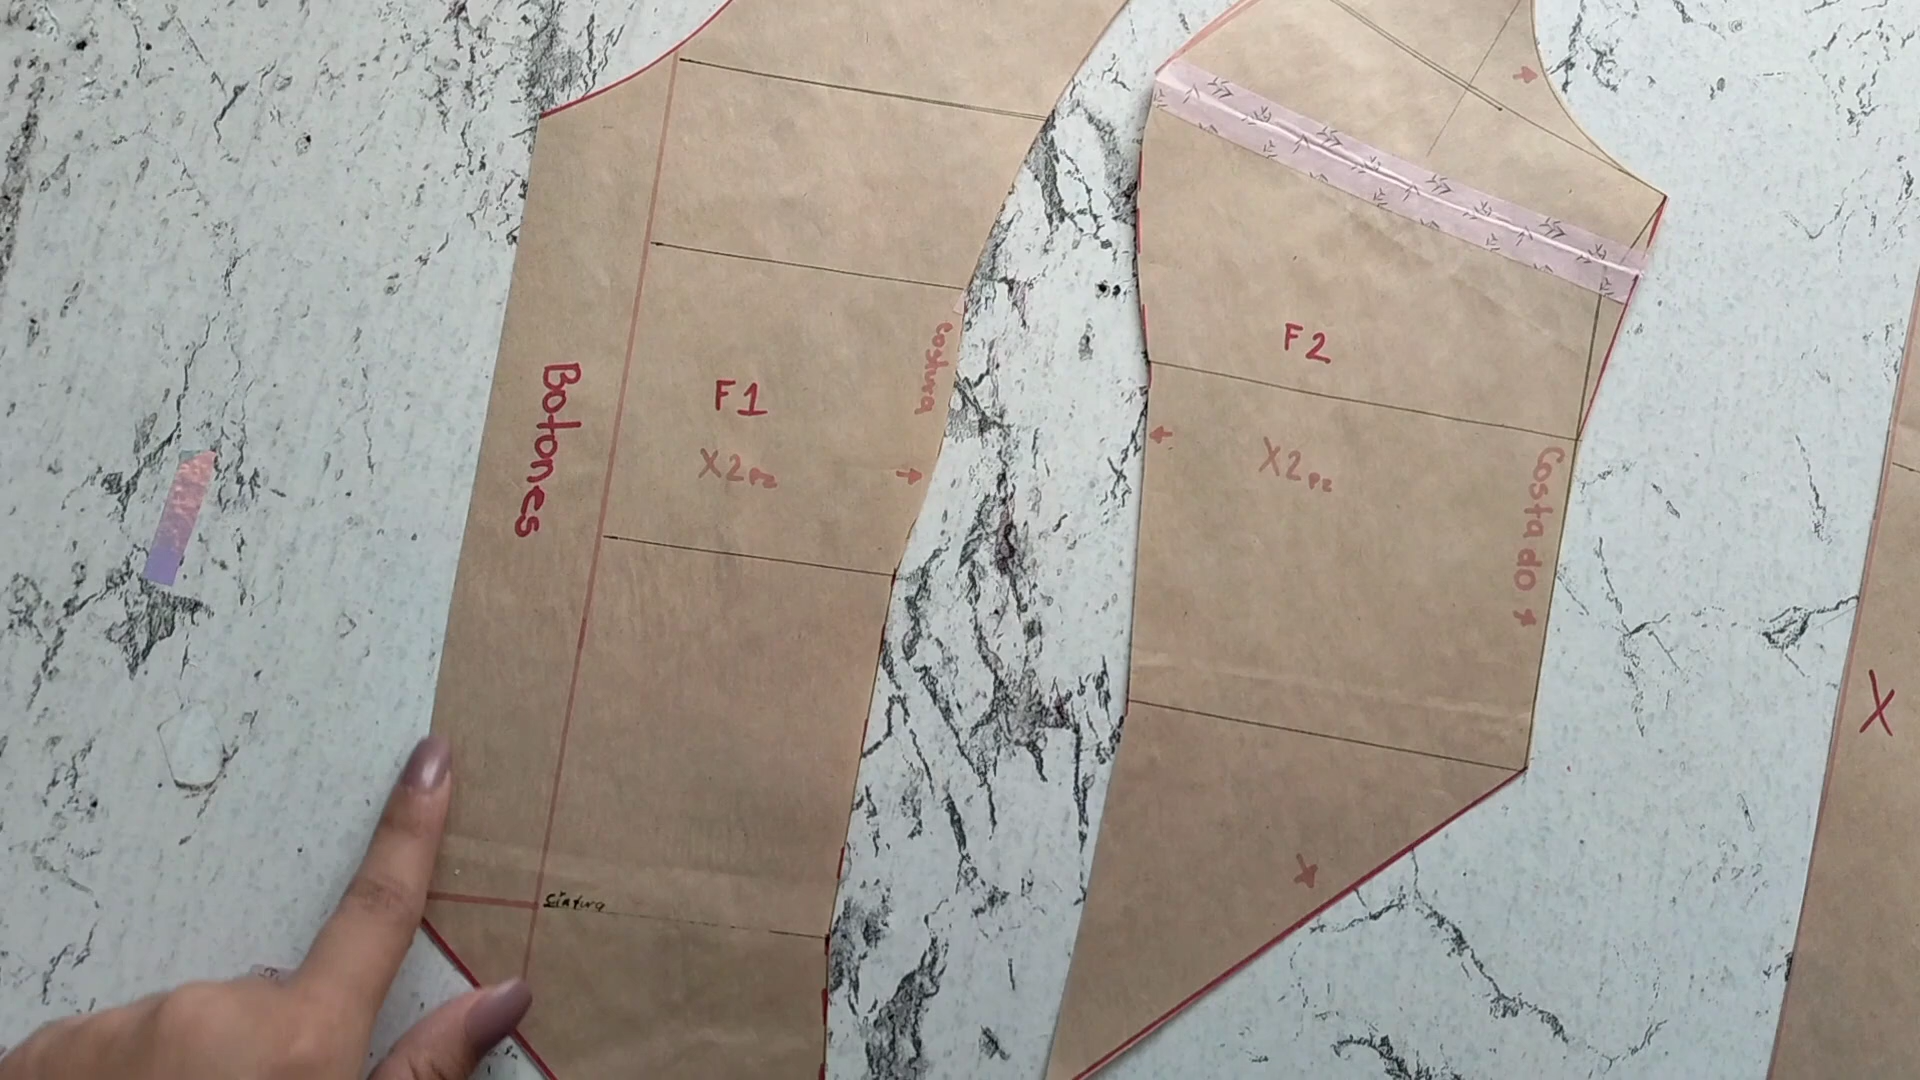 Botones
F1
X2Pz
costura
Cintura
F2
X2Pz
Costado
X